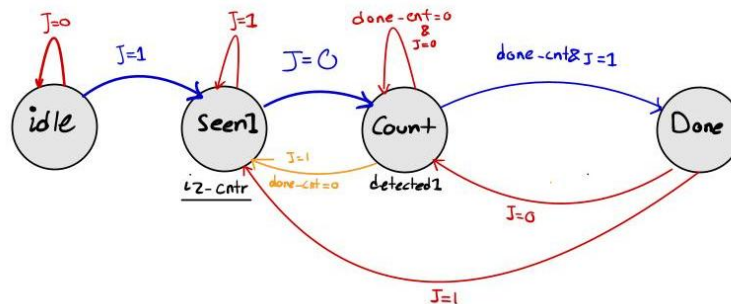 done-cnt=0
&
J=0
J=0
J=1
J=1
J=0
done-cnt& J=1
idle
Seen1
Count
Done
J=1
done-cnt=0
iz-cntr
detected1
J=0
J=1